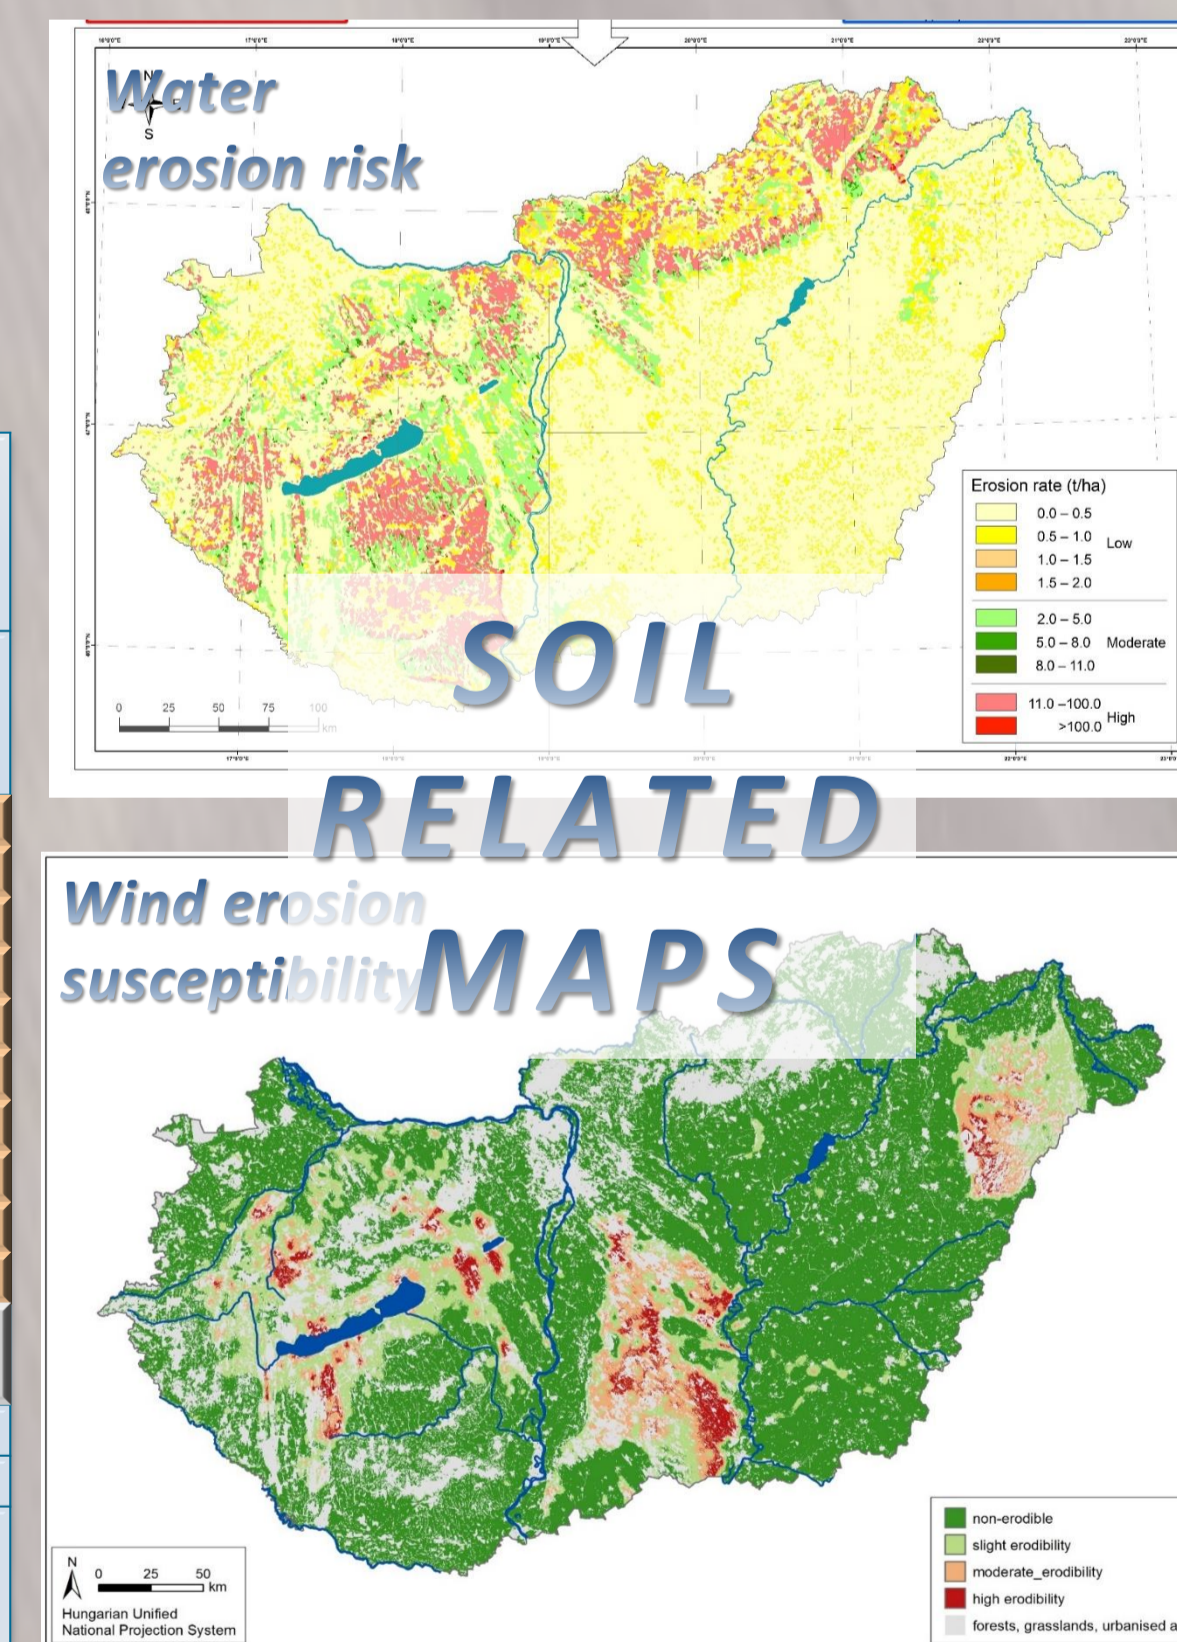 Water
erosion risk
N
S
Erosion rate (t/ha)
0.0 – 0.5
0.5 – 1.0
Low
1.0 – 1.5
1.5 – 2.0
2.0 – 5.0
5.0 – 8.0 Moderate
8.0 – 11.0
11.0 –100.0
High
>100.0
0 25 50 75 100
km
SOIL
RELATED
MAPS
Wind erosion
susceptibility
non-erodible
slight erodibility
moderate_erodibility
high erodibility
forests, grasslands, urbanised a
N
0 25 50
km
Hungarian Unified
National Projection System